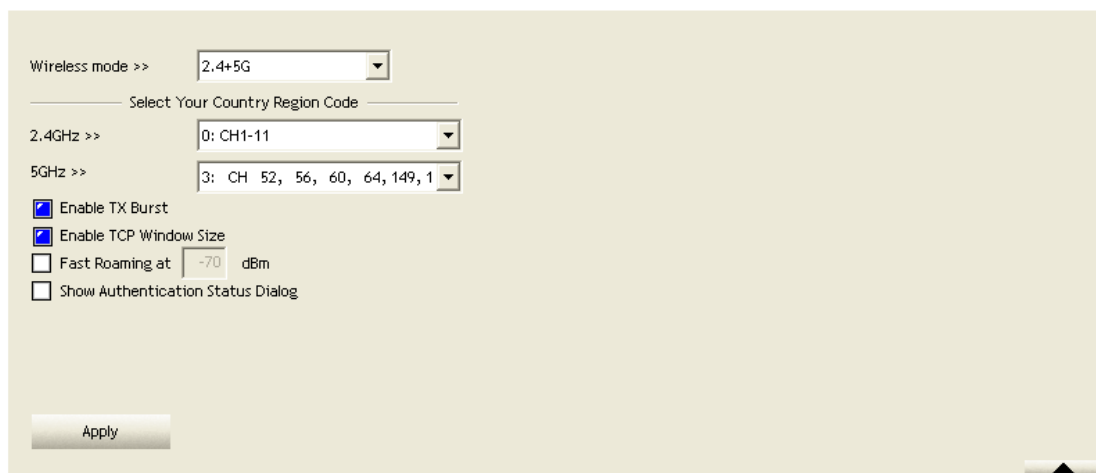 Wireless mode >> 2.4+5G
Select Your Country Region Code
2.4GHz >> 0: CH1-11
5GHz >> 3: CH 52, 56, 60, 64,149,1
Enable TX Burst
Enable TCP Window Size
Fast Roaming at -70 dBm
Show Authentication Status Dialog
Apply